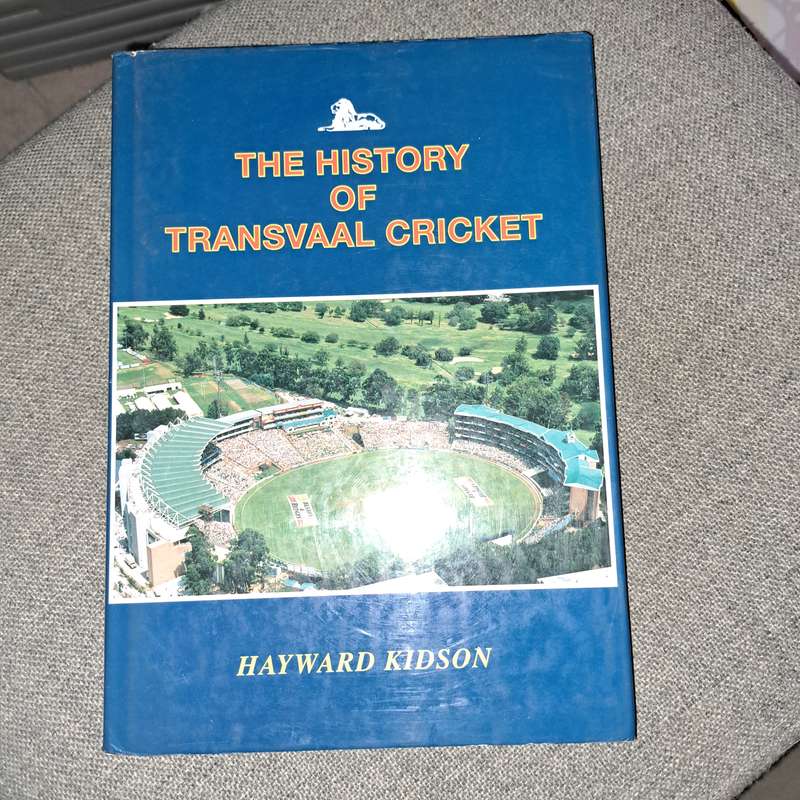 THE HISTORY
OF
TRANSVAAL CRICKET
HAYWARD KIDSON